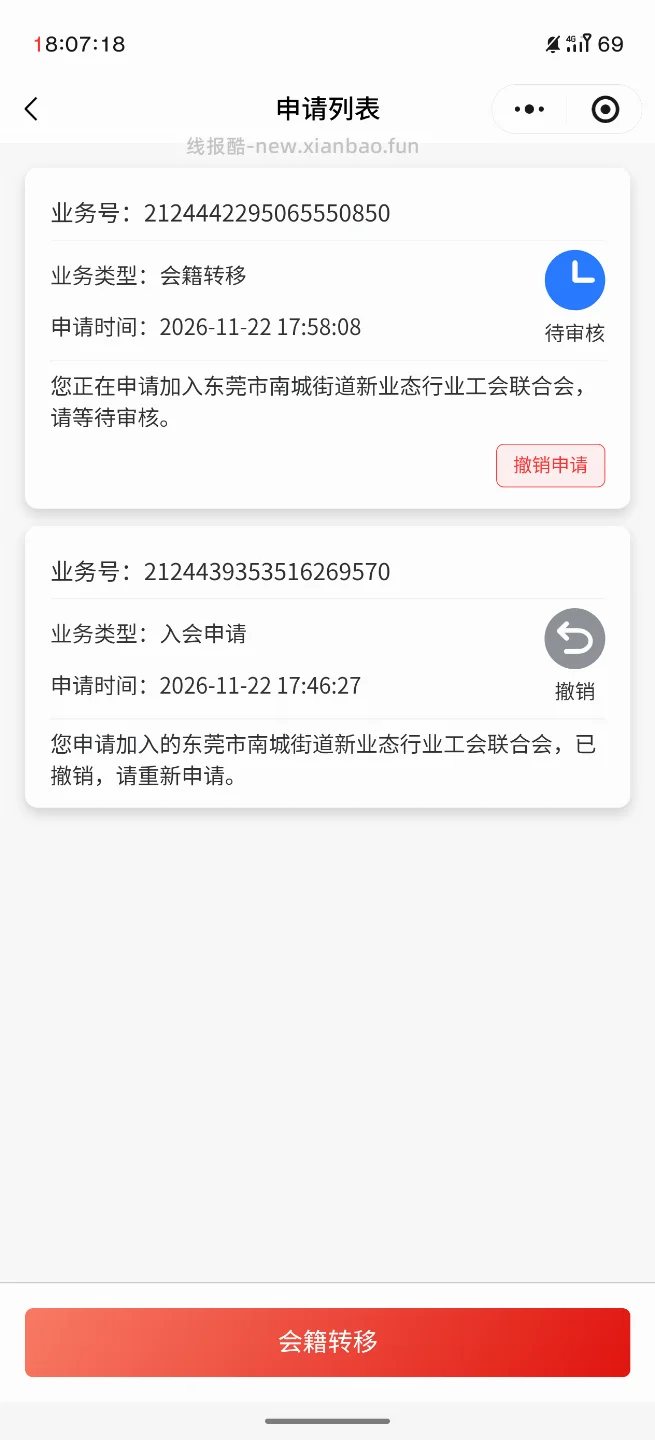 18:07:18
4G
69
申请列表
线报酷-new.xianbao.fun
业务号：2124442295065550850
业务类型：会籍转移
申请时间：2026-11-22 17:58:08
待审核
您正在申请加入东莞市南城街道新业态行业工会联合会，
请等待审核。
撤销申请
业务号：2124439353516269570
业务类型：入会申请
申请时间：2026-11-22 17:46:27
撤销
您申请加入的东莞市南城街道新业态行业工会联合会，已
撤销，请重新申请。
会籍转移